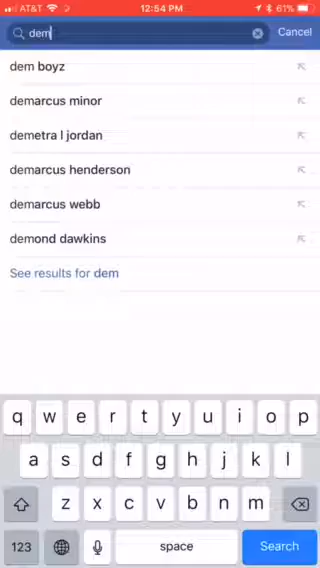 AT&T 12:54 PM 61%
dem Cancel
dem boyz
demarcus minor
demetra l jordan
demarcus henderson
demarcus webb
demond dawkins
See results for dem
q w e r t y u i o p
a s d f g h j k l
z x c v b n m
123 space Search